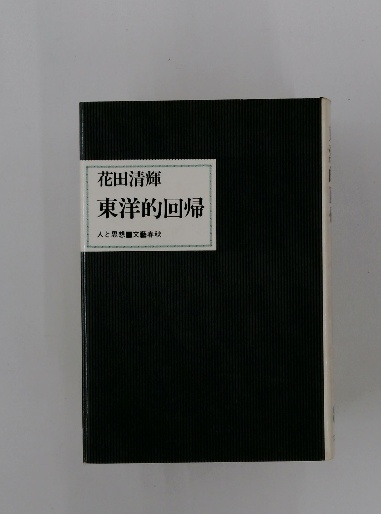 花田清輝
東洋的回帰
人と思想■文藝春秋